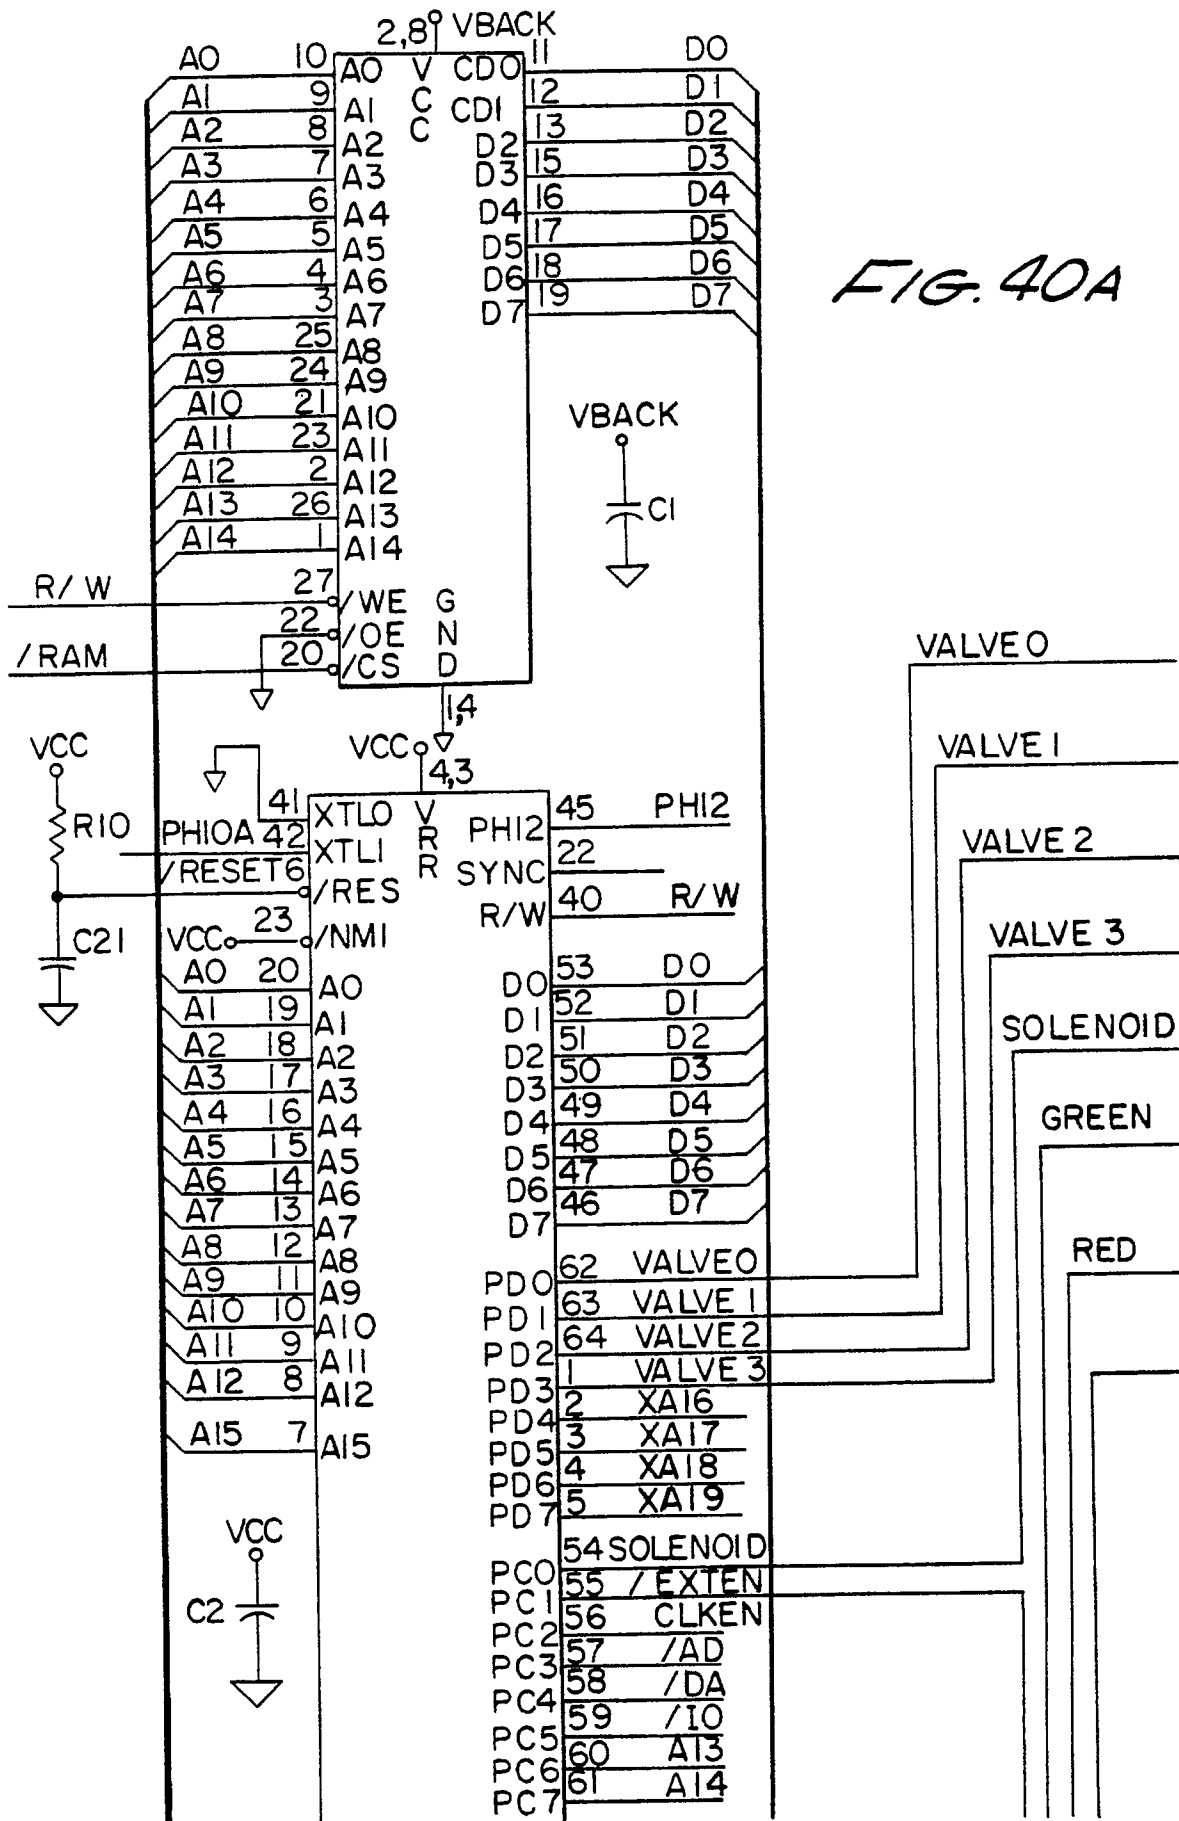 2,8 VBACK
A0 10 A0 V CD0 11 D0
A1 9 A1 C CD1 12 D1
A2 8 A2 C D2 13 D2
A3 7 A3 D3 15 D3
A4 6 A4 D4 16 D4
A5 5 A5 D5 17 D5
A6 4 A6 D6 18 D6
A7 3 A7 D7 19 D7
FIG. 40A
A8 25 A8
A9 24 A9
A10 21 A10
A11 23 A11
A12 2 A12
A13 26 A13
A14 1 A14
VBACK
C1
R/W 27 /WE G
22 /OE N
/RAM 20 /CS D
1,4
VCC
R10
C21
VCC 4,3
41 XTLO V PHI2 45 PHI2
PHI0A 42 XTLI R SYNC 22
/RESET 6 /RES R R/W 40 R/W
VCC 23 /NMI
A0 20 A0 D0 53 D0
A1 19 A1 D1 52 D1
A2 18 A2 D2 51 D2
A3 17 A3 D3 50 D3
A4 16 A4 D4 49 D4
A5 15 A5 D5 48 D5
A6 14 A6 D6 47 D6
A7 13 A7 D7 46 D7
A8 12 A8
A9 11 A9
A10 10 A10
A11 9 A11
A12 8 A12
A15 7 A15
PD0 62 VALVE0
PD1 63 VALVE 1
PD2 64 VALVE2
PD3 1 VALVE 3
PD4 2 XA16
PD5 3 XA17
PD6 4 XA18
PD7 5 XA19
PC0 54 SOLENOID
PC1 55 /EXTEN
PC2 56 CLKEN
PC3 57 /AD
PC4 58 /DA
PC5 59 /IO
PC6 60 A13
PC7 61 A14
VCC
C2
VALVE0
VALVE 1
VALVE 2
VALVE 3
SOLENOID
GREEN
RED